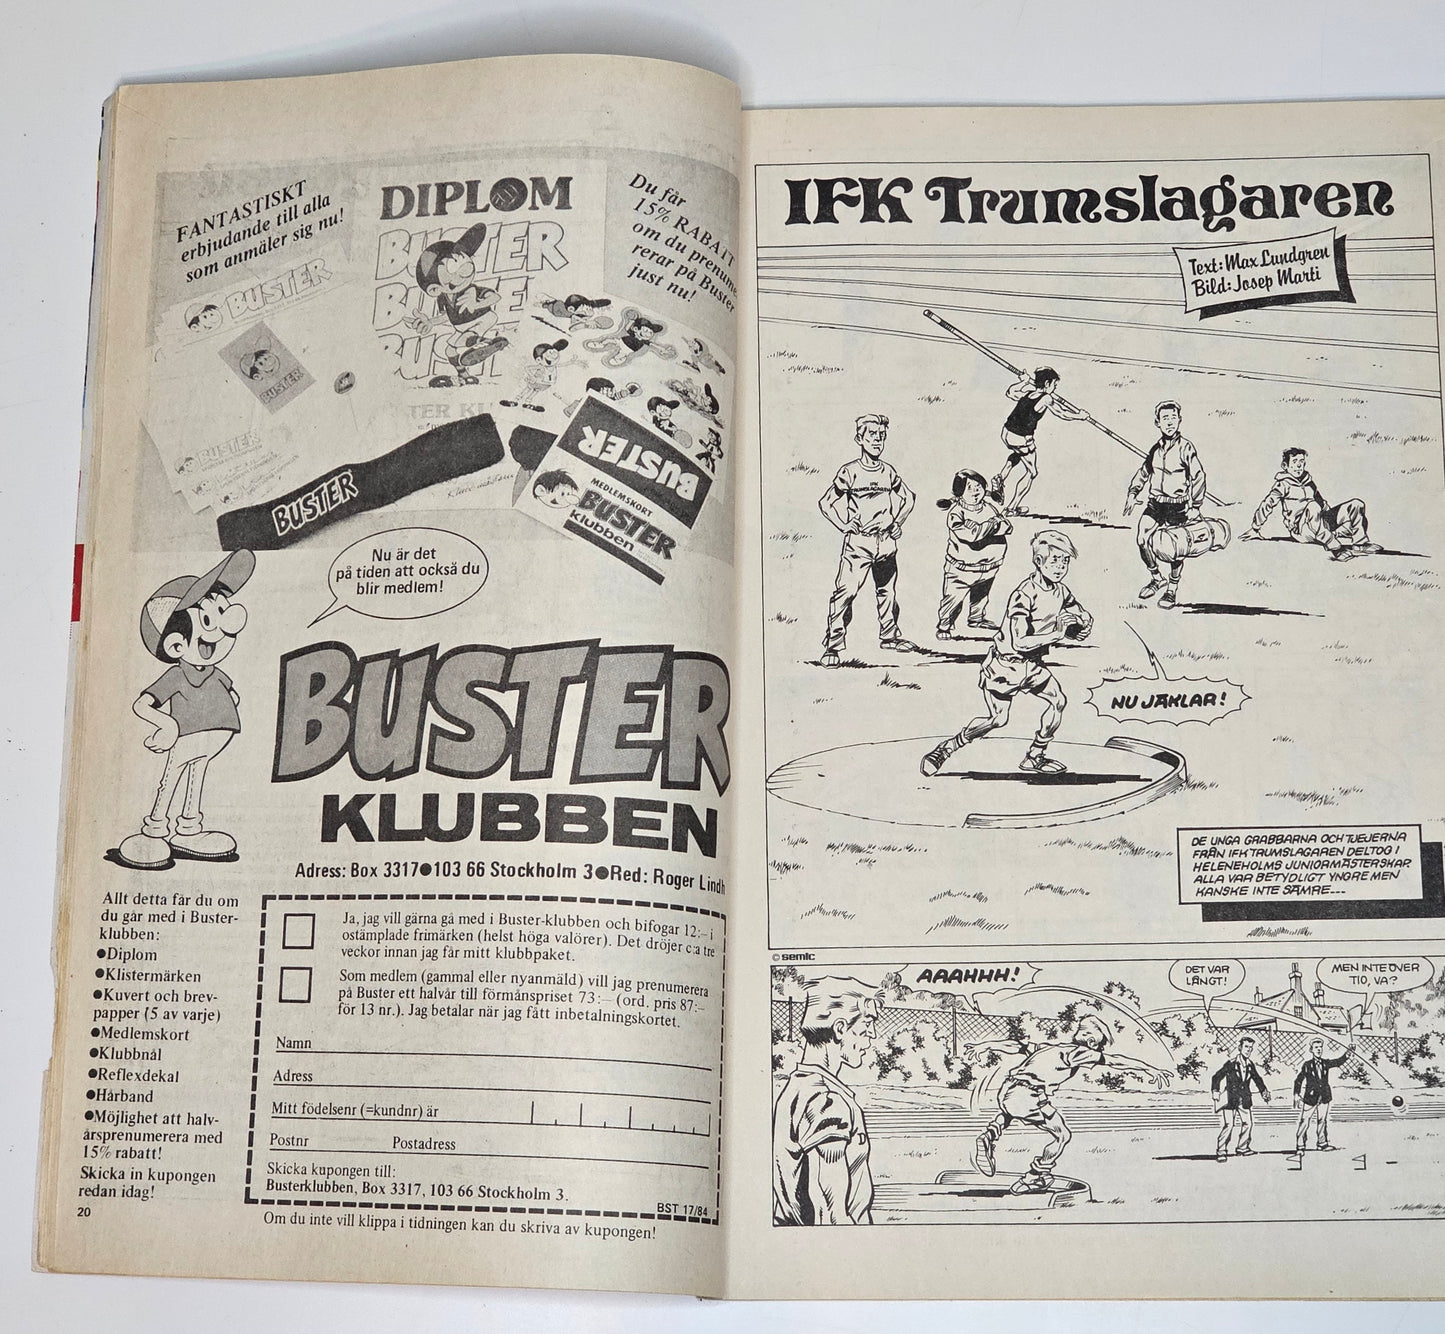 FANTASTISKT
erbjudande till alla
som anmäler sig nu!
DIPLOM
BUSTER
BUSTER
Du får
15% RABATT
om du prenume-
rerar på Buster
just nu!
BUSTER
BUSTER
BUSTER
BUSTER
BUSTER
MEDLEMSKORT
BUSTER
klubben
Nu är det
på tiden att också du
blir medlem!
BUSTER
KLUBBEN
Adress: Box 3317●103 66 Stockholm 3●Red: Roger Lindh
Allt detta får du om
du går med i Buster-
klubben:
●Diplom
●Klistermärken
●Kuvert och brev-
papper (5 av varje)
●Medlemskort
●Klubbnål
●Reflexdekal
●Hårband
●Möjlighet att halv-
årsprenumerera med
15% rabatt!
Skicka in kupongen
redan idag!
20
Ja, jag vill gärna gå med i Buster-klubben och bifogar 12:– i
ostämplade frimärken (helst höga valörer). Det dröjer c:a tre
veckor innan jag får mitt klubbpaket.
Som medlem (gammal eller nyanmäld) vill jag prenumerera
på Buster ett halvår till förmånspriset 73:– (ord. pris 87:–
för 13 nr.). Jag betalar när jag fått inbetalningskortet.
Namn
Adress
Mitt födelsenr (=kundnr) är
Postnr Postadress
Skicka kupongen till:
Busterklubben, Box 3317, 103 66 Stockholm 3.
BST 17/84
Om du inte vill klippa i tidningen kan du skriva av kupongen!
IFK Trumslagaren
Text: Max Lundgren
Bild: Josep Marti
IFK
TRUMSLAGAREN
NU JÄKLAR!
DE UNGA GRABBARNA OCH TJEJERNA
FRÅN IFK TRUMSLAGAREN DELTOG I
HELENEHOLMS JUNIORMÄSTERSKAP.
ALLA VAR BETYDLIGT YNGRE MEN
KANSKE INTE SÄMRE...
© semic
AAAHHH!
DET VAR
LÅNGT!
MEN INTE ÖVER
TIO, VA?